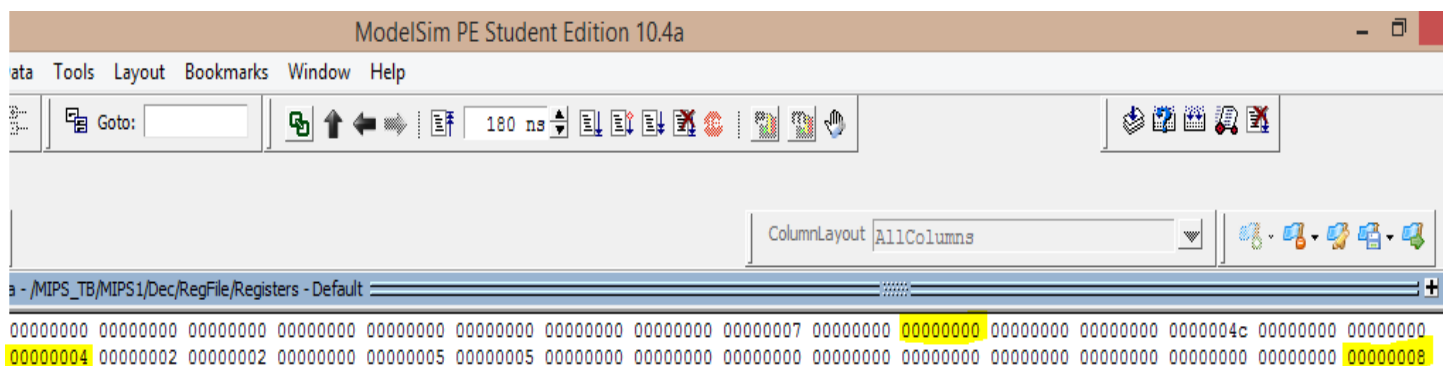 ModelSim PE Student Edition 10.4a
ata Tools Layout Bookmarks Window Help
Goto: 180 ns
ColumnLayout AllColumns
a - /MIPS_TB/MIPS1/Dec/RegFile/Registers - Default
00000000 00000000 00000000 00000000 00000000 00000000 00000000 00000000 00000007 00000000 00000000 00000000 00000000 0000004c 00000000 00000000
00000004 00000002 00000002 00000000 00000005 00000005 00000000 00000000 00000000 00000000 00000000 00000000 00000000 00000000 00000000 00000008